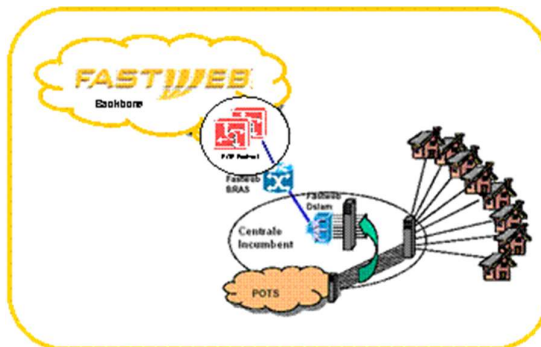 FASTWEB
Backbone
Fastweb
BRAS
Fastweb
Dslam
Centrale
Incumbent
POTS